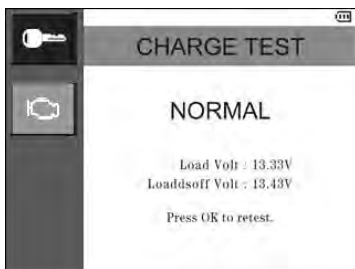 CHARGE TEST
NORMAL
Load Volt : 13.33V
Loaddsoff Volt : 13.43V
Press OK to retest.